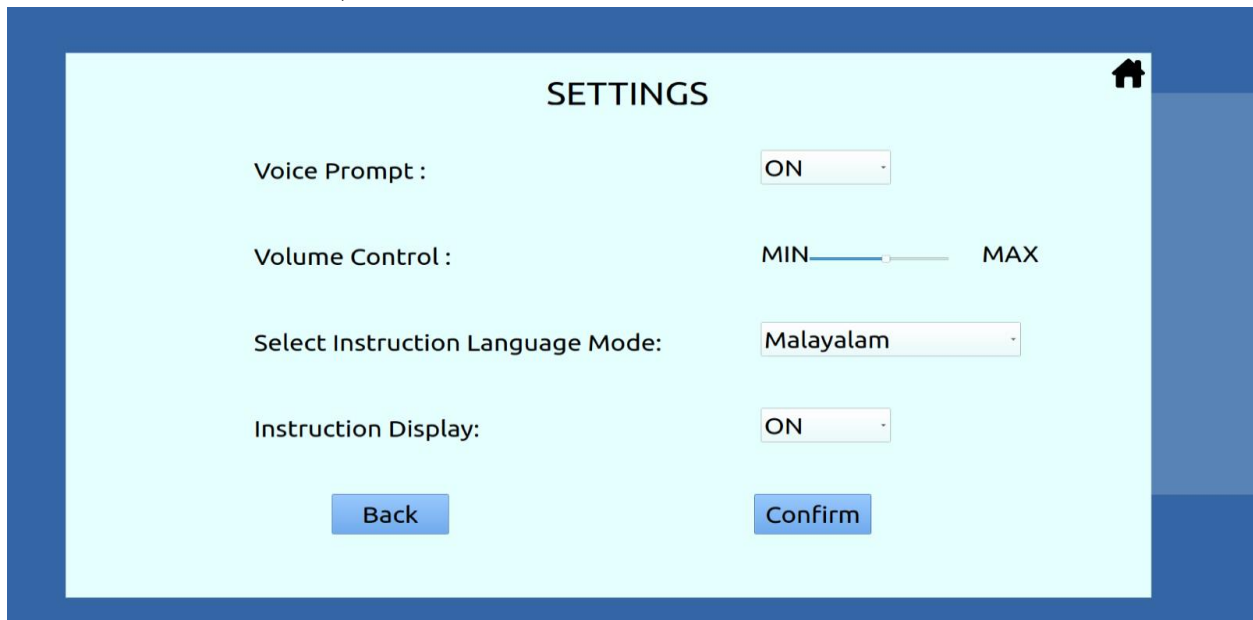 SETTINGS
Voice Prompt : ON
Volume Control : MIN MAX
Select Instruction Language Mode: Malayalam
Instruction Display: ON
Back Confirm